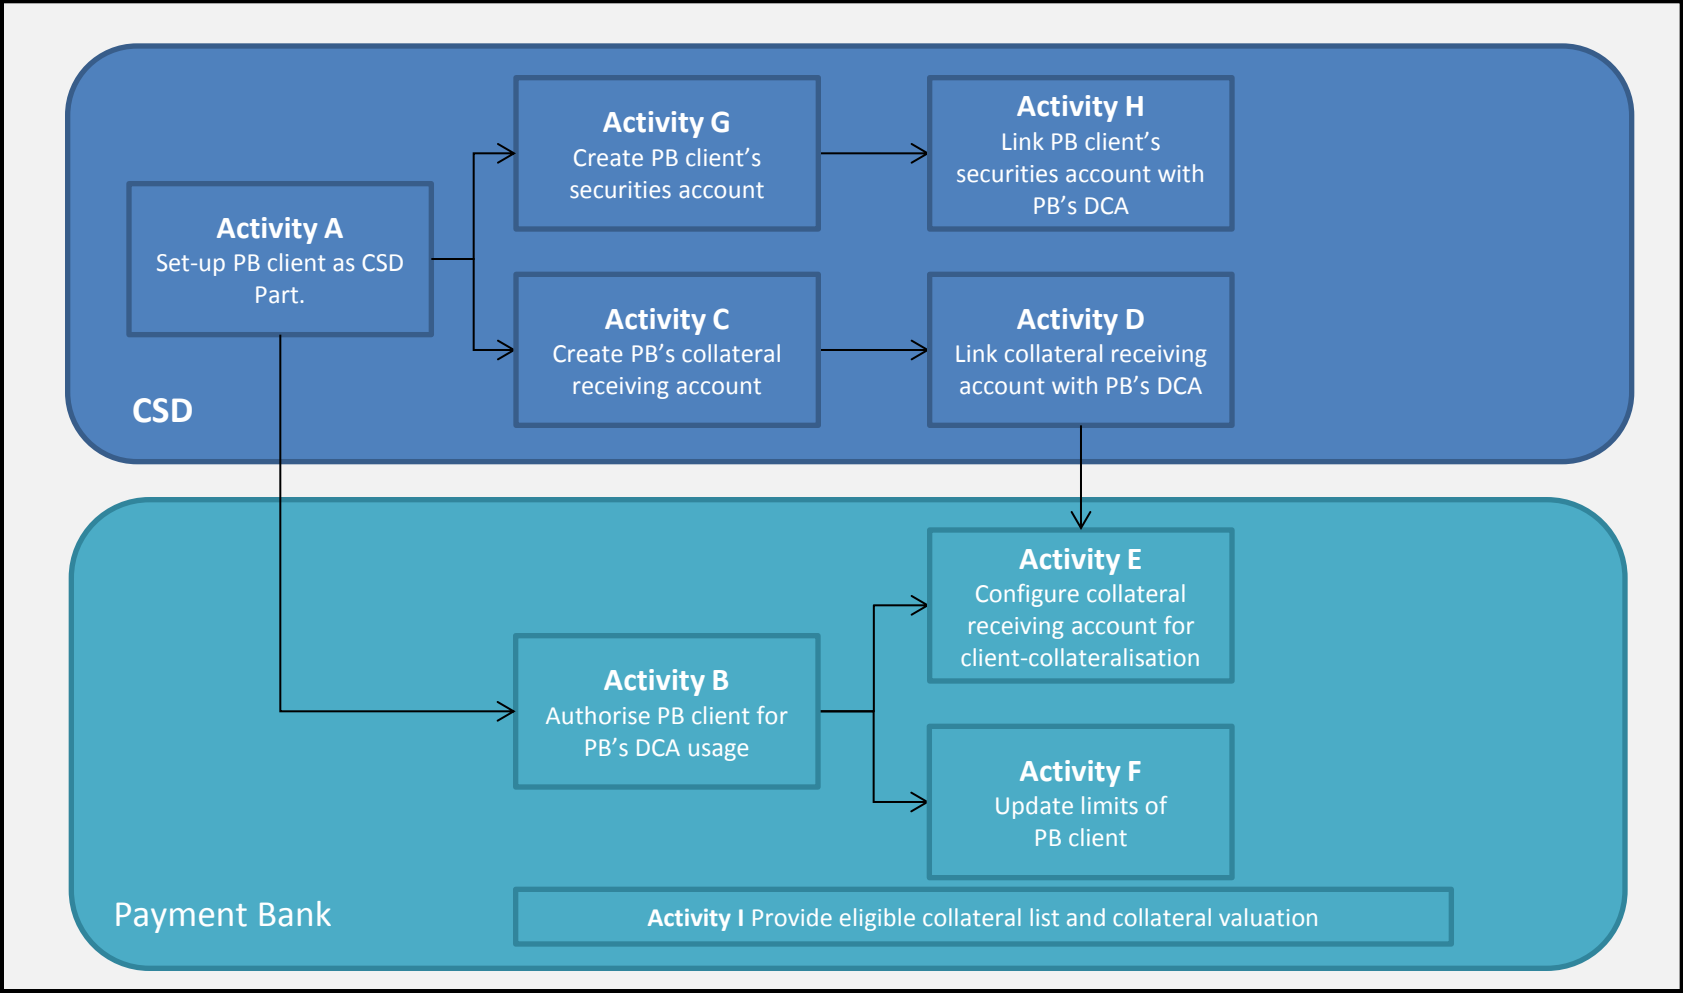 Activity G
Create PB client’s
securities account
Activity H
Link PB client’s
securities account with
PB’s DCA
Activity A
Set-up PB client as CSD
Part.
Activity C
Create PB’s collateral
receiving account
Activity D
Link collateral receiving
account with PB’s DCA
CSD
Activity E
Configure collateral
receiving account for
client-collateralisation
Activity B
Authorise PB client for
PB’s DCA usage
Activity F
Update limits of
PB client
Payment Bank
Activity I Provide eligible collateral list and collateral valuation